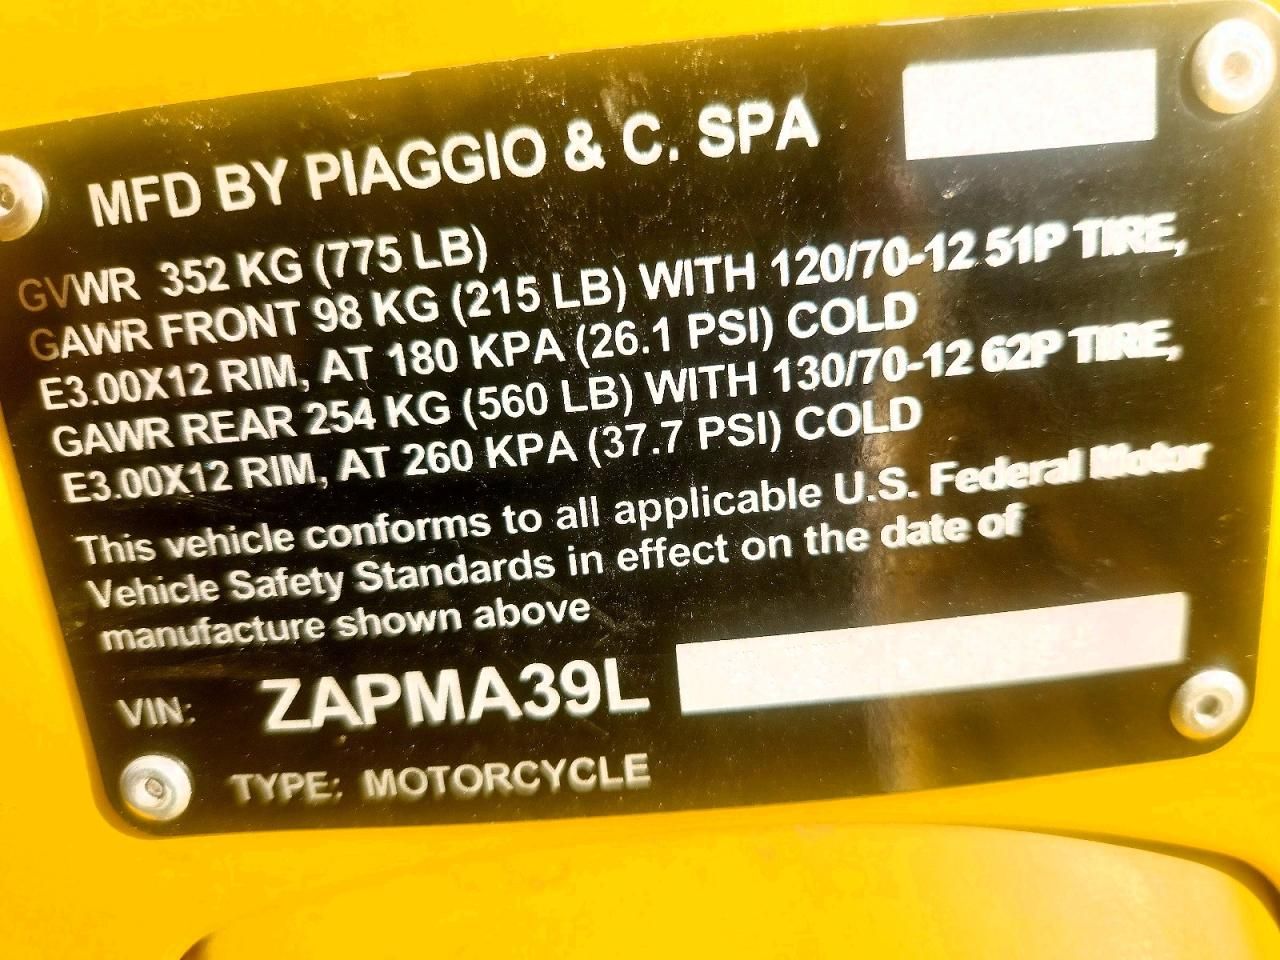 MFD BY PIAGGIO & C. SPA
GVWR 352 KG (775 LB)
GAWR FRONT 98 KG (215 LB) WITH 120/70-12 51P TIRE,
E3.00X12 RIM, AT 180 KPA (26.1 PSI) COLD
GAWR REAR 254 KG (560 LB) WITH 130/70-12 62P TIRE,
E3.00X12 RIM, AT 260 KPA (37.7 PSI) COLD
This vehicle conforms to all applicable U.S. Federal Motor
Vehicle Safety Standards in effect on the date of
manufacture shown above
VIN: ZAPMA39L
TYPE: MOTORCYCLE